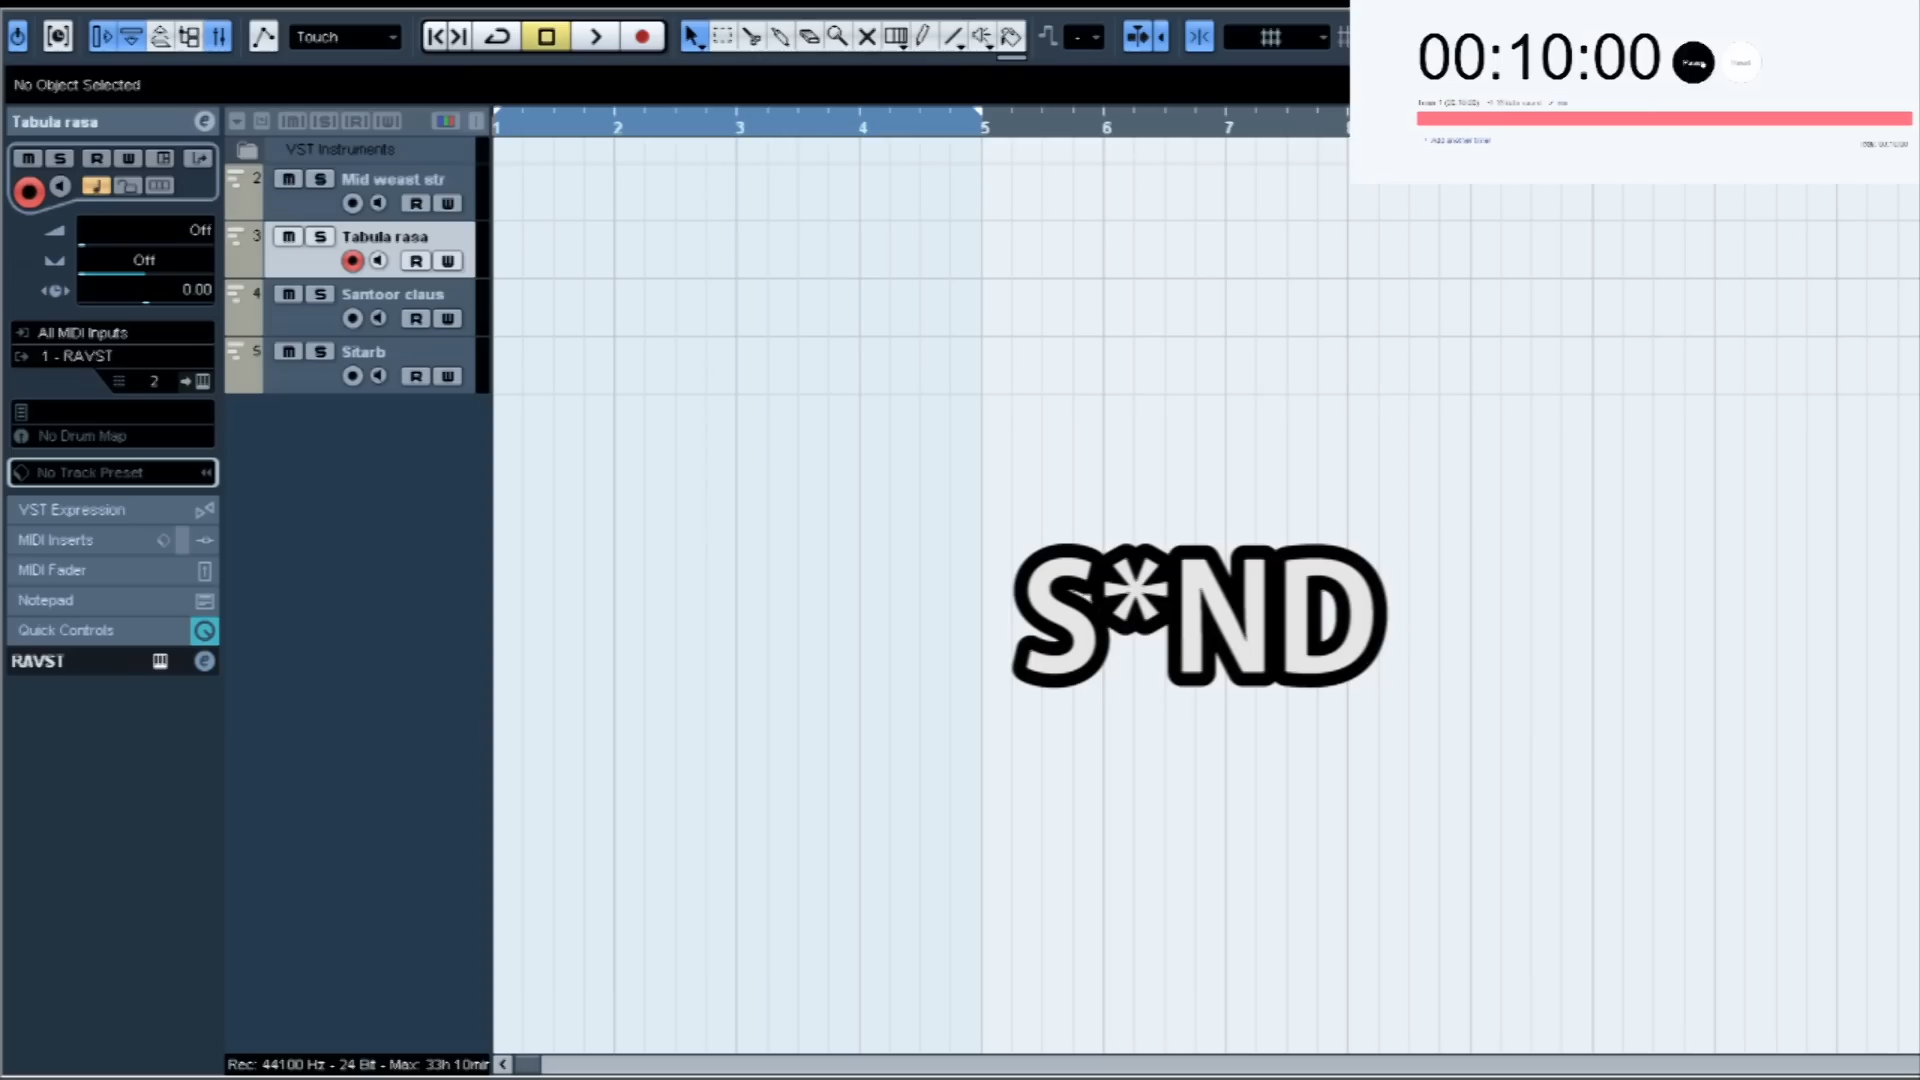 Touch
00:10:00
No Object Selected
Tabula rasa
1 2 3 4 5 6 7
VST Instruments
M S R W
2 M S Mid weast str
R W
Off
3 M S Tabula rasa
R W
Off
0.00
4 M S Santoor claus
R W
All MIDI Inputs
1 - RAVST
5 M S Sitarb
2
R W
No Drum Map
No Track Preset
VST Expression
MIDI Inserts
MIDI Fader
Notepad
Quick Controls
RAVST
S*ND
+ Add another timer
Rec: 44100 Hz - 24 Bit - Max: 33h 10min